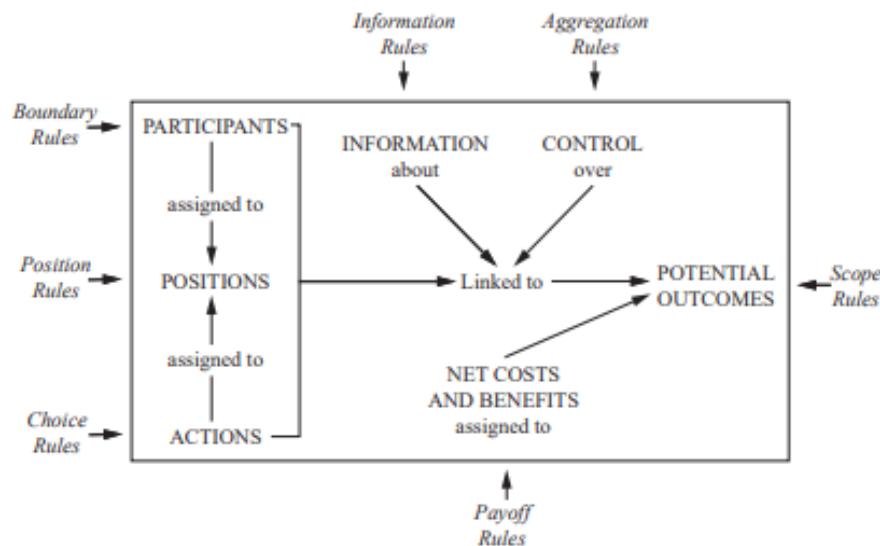 Information
Rules
Aggregation
Rules
Boundary
Rules
PARTICIPANTS
INFORMATION
about
CONTROL
over
assigned to
Position
Rules
POSITIONS
Linked to
POTENTIAL
OUTCOMES
Scope
Rules
assigned to
NET COSTS
AND BENEFITS
assigned to
Choice
Rules
ACTIONS
Payoff
Rules